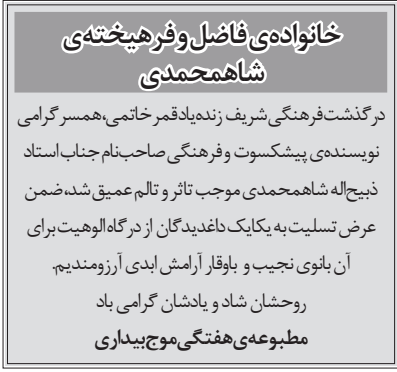 خانواده‌ی فاضل و فرهیخته‌ی
شاهمحمدی
درگذشت فرهنگی شریف زنده‌یاد قمر خاتمی، همسر گرامی
نویسنده‌ی پیشکسوت و فرهنگی صاحب‌نام جناب استاد
ذبیح‌اله شاهمحمدی موجب تاثر و تالم عمیق شد، ضمن
عرض تسلیت به یکایک داغدیدگان از درگاه الوهیت برای
آن بانوی نجیب و باوقار آرامش ابدی آرزومندیم.
روحشان شاد و یادشان گرامی باد
مطبوعه‌ی هفتگی موج بیداری